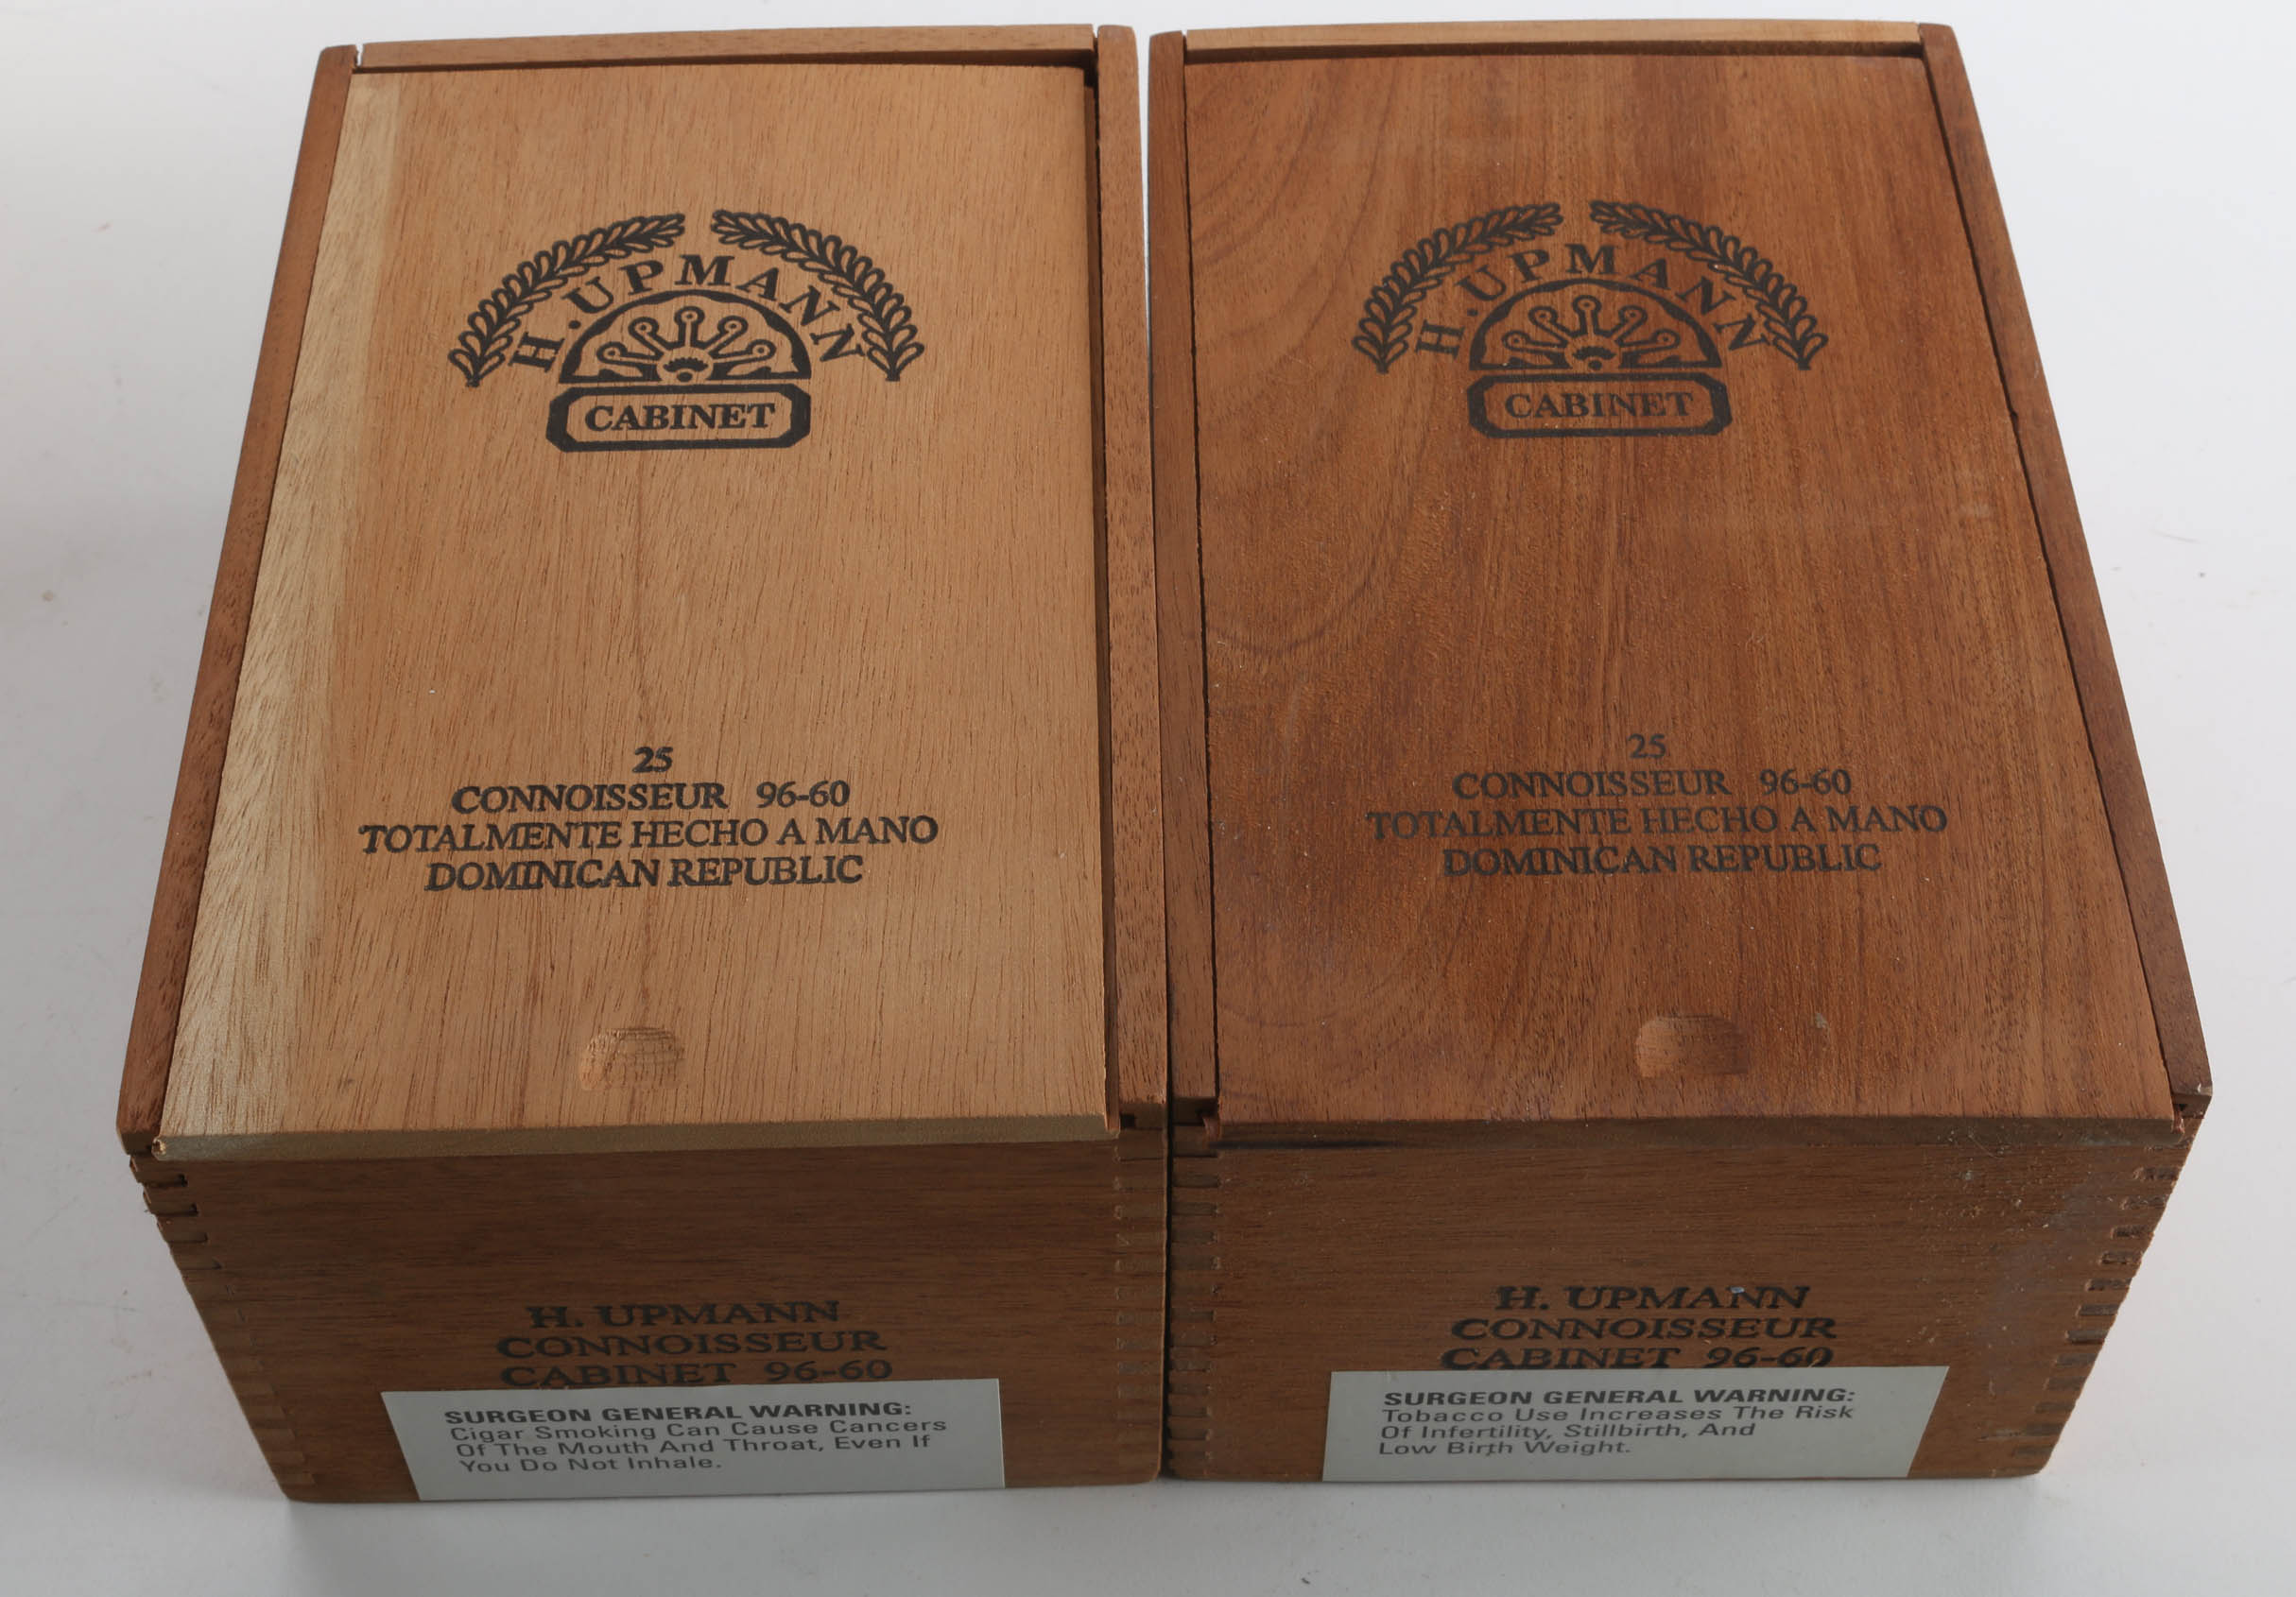 H. UPMANN
CABINET
25
CONNOISSEUR 96-60
TOTALMENTE HECHO A MANO
DOMINICAN REPUBLIC
H. UPMANN
CONNOISSEUR
CABINET 96-60
SURGEON GENERAL WARNING:
Cigar Smoking Can Cause Cancers
Of The Mouth And Throat, Even If
You Do Not Inhale.
H. UPMANN
CABINET
25
CONNOISSEUR 96-60
TOTALMENTE HECHO A MANO
DOMINICAN REPUBLIC
H. UPMANN
CONNOISSEUR
CABINET 96-60
SURGEON GENERAL WARNING:
Tobacco Use Increases The Risk
Of Infertility, Stillbirth, And
Low Birth Weight.